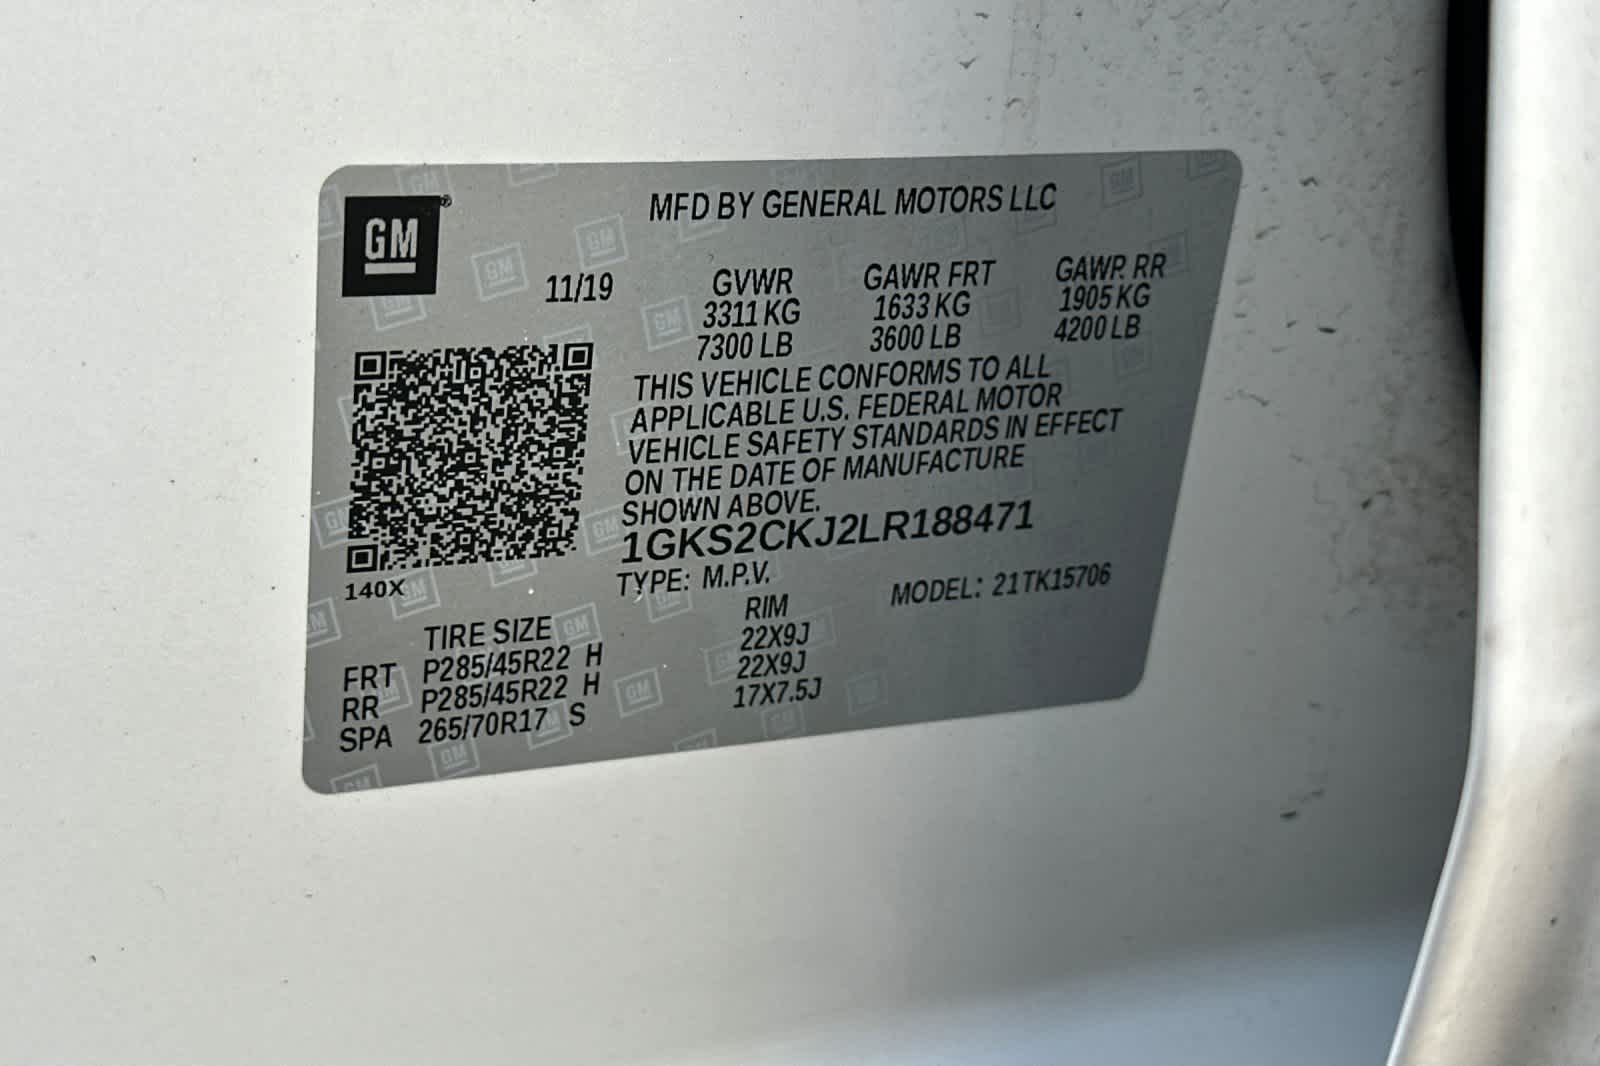 GM
MFD BY GENERAL MOTORS LLC
11/19 GVWR GAWR FRT GAWR RR
3311 KG 1633 KG 1905 KG
7300 LB 3600 LB 4200 LB
THIS VEHICLE CONFORMS TO ALL
APPLICABLE U.S. FEDERAL MOTOR
VEHICLE SAFETY STANDARDS IN EFFECT
ON THE DATE OF MANUFACTURE
SHOWN ABOVE.
1GKS2CKJ2LR188471
140X
TYPE: M.P.V. MODEL: 21TK15706
TIRE SIZE RIM
FRT P285/45R22 H 22X9J
RR P285/45R22 H 22X9J
SPA 265/70R17 S 17X7.5J